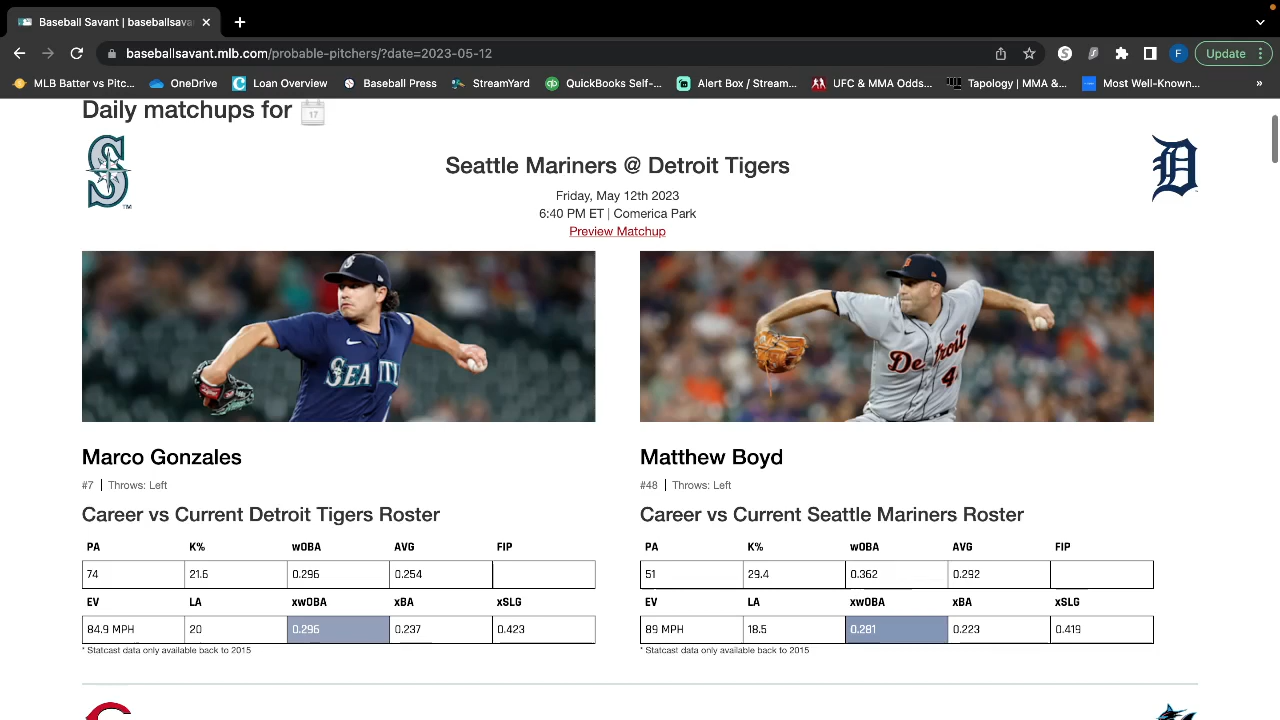 Baseball Savant | baseballsava
baseballsavant.mlb.com/probable-pitchers/?date=2023-05-12
F
Update
MLB Batter vs Pitc...
OneDrive
Loan Overview
Baseball Press
StreamYard
QuickBooks Self-...
Alert Box / Stream...
UFC & MMA Odds...
Tapology | MMA &...
Most Well-Known...
»
Daily matchups for
17
S
TM
Seattle Mariners @ Detroit Tigers
D
Friday, May 12th 2023
6:40 PM ET | Comerica Park
Preview Matchup
SEATTL
Detroit
4
Marco Gonzales
#7 | Throws: Left
Career vs Current Detroit Tigers Roster
PA K% wOBA AVG FIP
74 21.6 0.296 0.254
EV LA xwOBA xBA xSLG
84.9 MPH 20 0.296 0.237 0.423
* Statcast data only available back to 2015
Matthew Boyd
#48 | Throws: Left
Career vs Current Seattle Mariners Roster
PA K% wOBA AVG FIP
51 29.4 0.362 0.292
EV LA xwOBA xBA xSLG
89 MPH 18.5 0.281 0.223 0.419
* Statcast data only available back to 2015